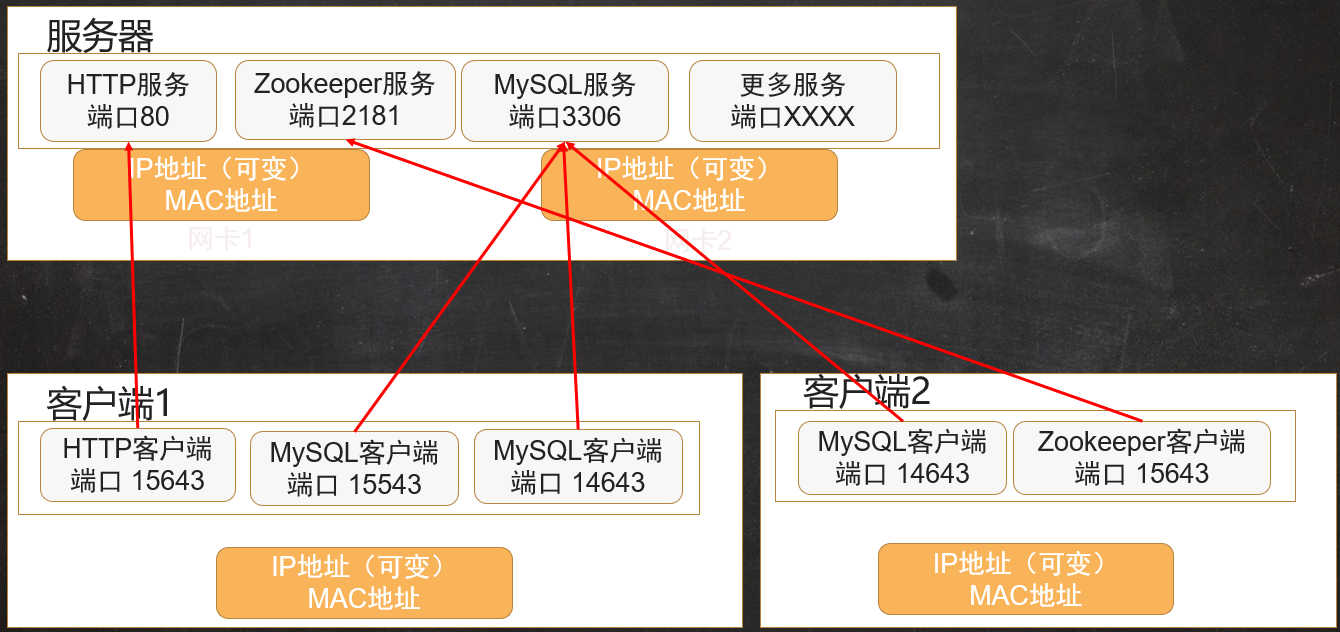 服务器
HTTP服务
端口80
Zookeeper服务
端口2181
MySQL服务
端口3306
更多服务
端口XXXX
IP地址（可变）
MAC地址
网卡1
IP地址（可变）
MAC地址
网卡2
客户端1
HTTP客户端
端口 15643
MySQL客户端
端口 15543
MySQL客户端
端口 14643
IP地址（可变）
MAC地址
客户端2
MySQL客户端
端口 14643
Zookeeper客户端
端口 15643
IP地址（可变）
MAC地址